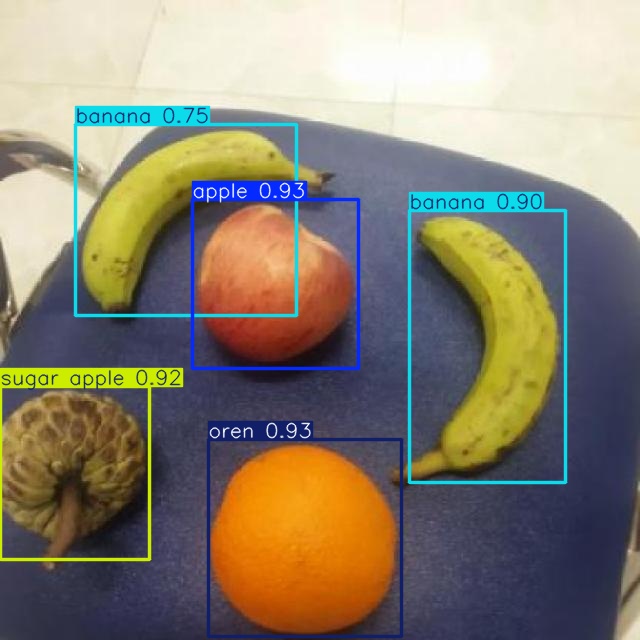 banana 0.75
apple 0.93
banana 0.90
sugar apple 0.92
oren 0.93